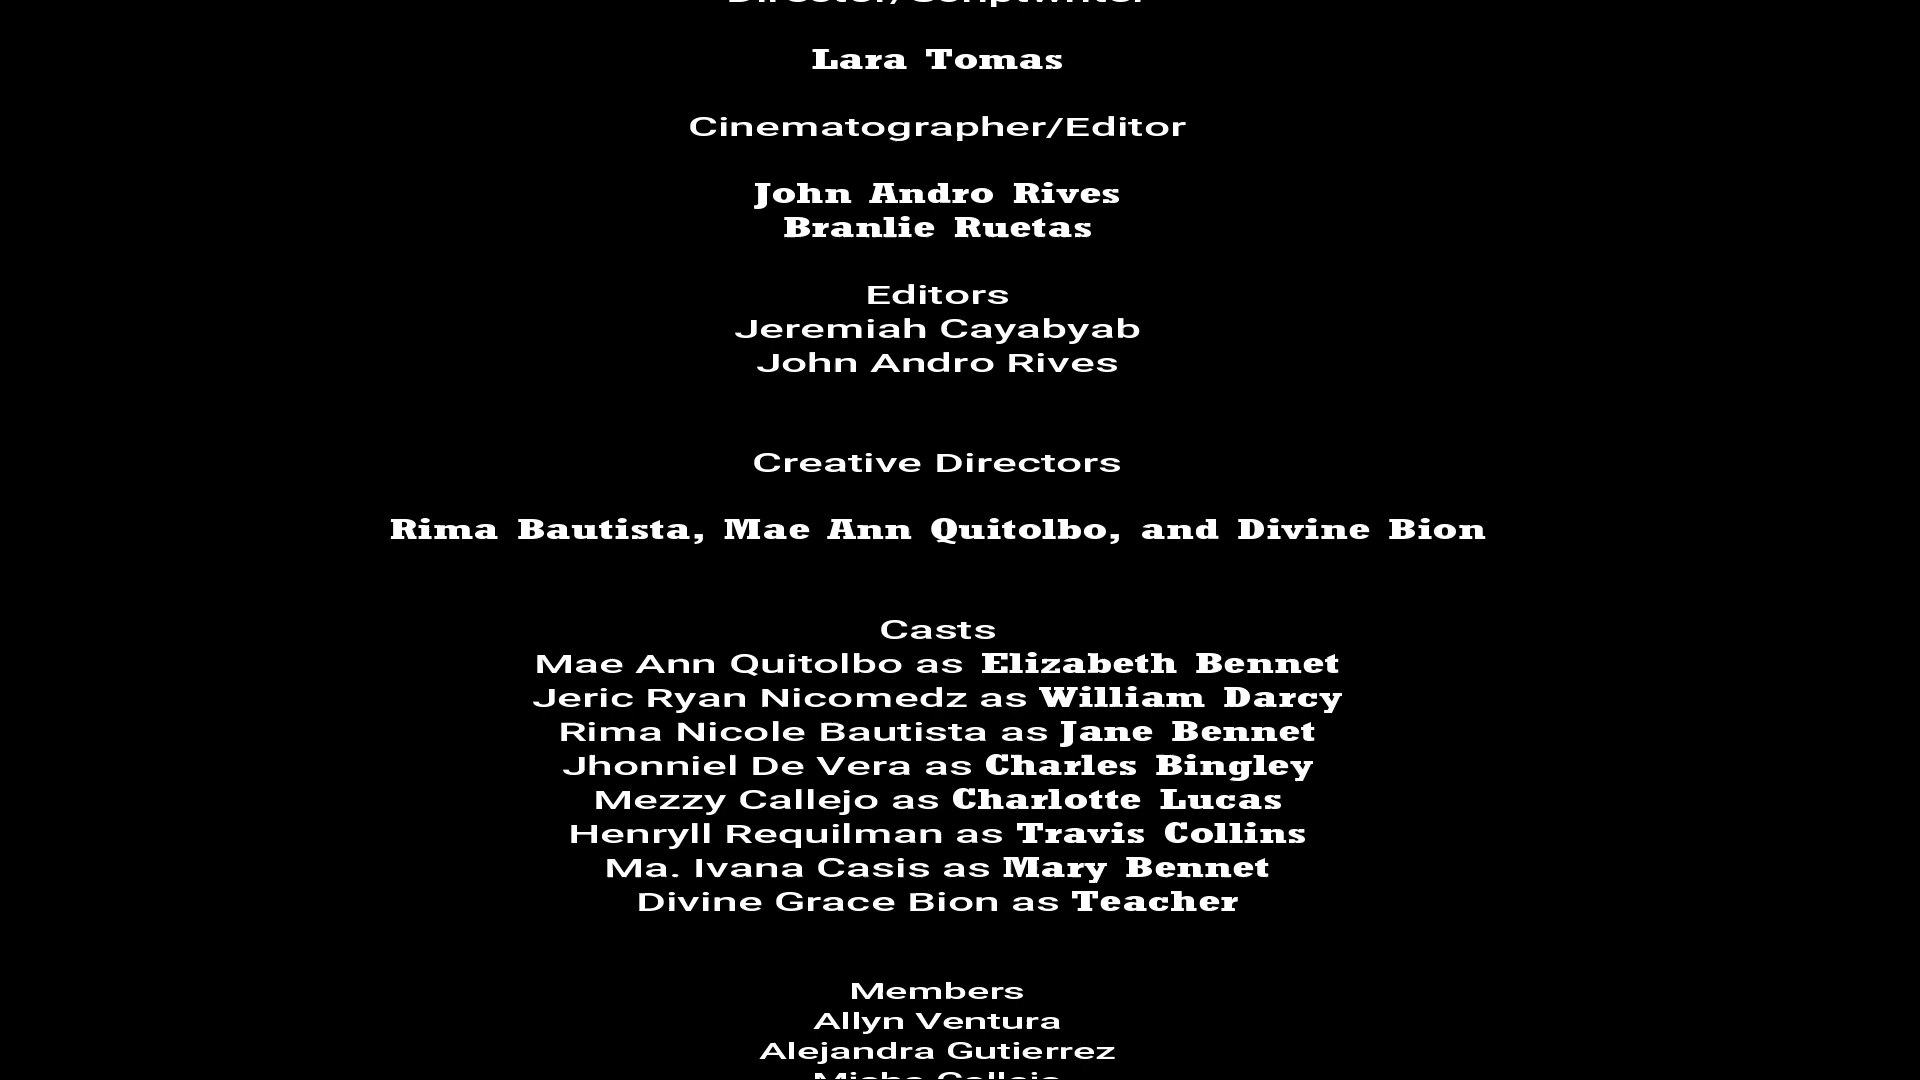 Director/Scriptwriter
Lara Tomas
Cinematographer/Editor
John Andro Rives
Branlie Ruetas
Editors
Jeremiah Cayabyab
John Andro Rives
Creative Directors
Rima Bautista, Mae Ann Quitolbo, and Divine Bion
Casts
Mae Ann Quitolbo as Elizabeth Bennet
Jeric Ryan Nicomedz as William Darcy
Rima Nicole Bautista as Jane Bennet
Jhonniel De Vera as Charles Bingley
Mezzy Callejo as Charlotte Lucas
Henryll Requilman as Travis Collins
Ma. Ivana Casis as Mary Bennet
Divine Grace Bion as Teacher
Members
Allyn Ventura
Alejandra Gutierrez